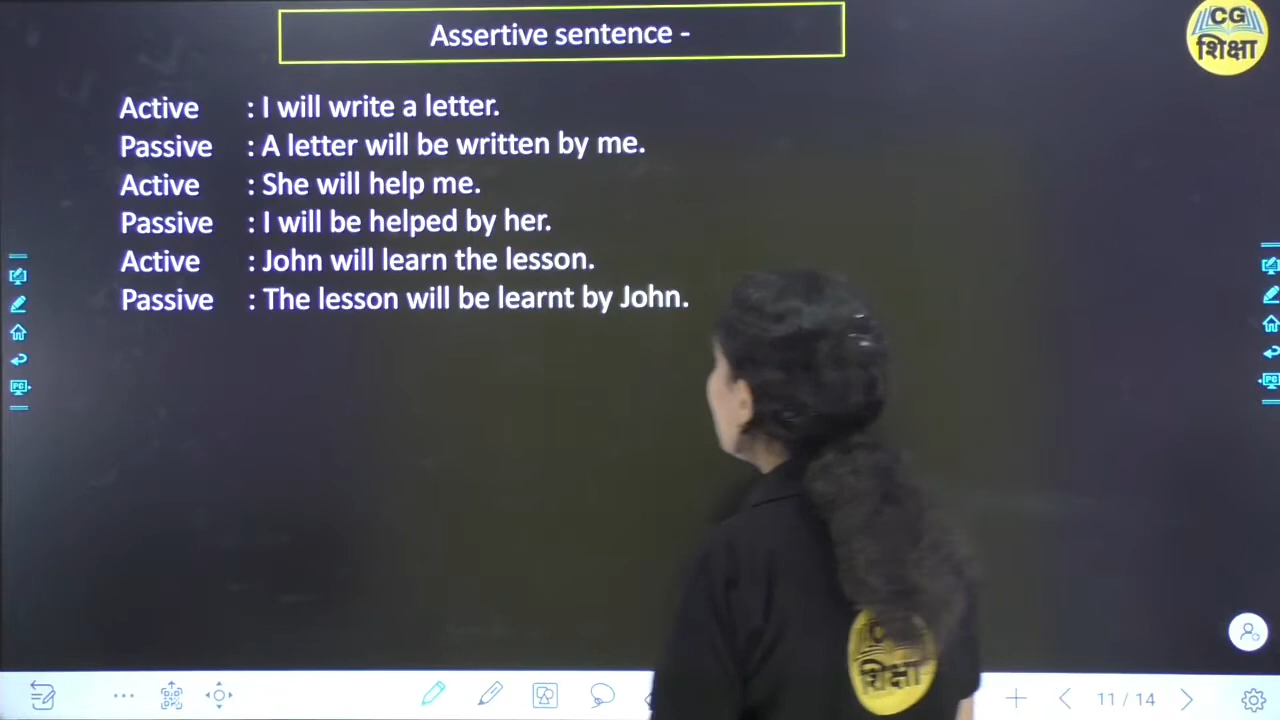 Assertive sentence -
CG
शिक्षा
Active : I will write a letter.
Passive : A letter will be written by me.
Active : She will help me.
Passive : I will be helped by her.
Active : John will learn the lesson.
Passive : The lesson will be learnt by John.
PC
PC
शिक्षा
11 / 14